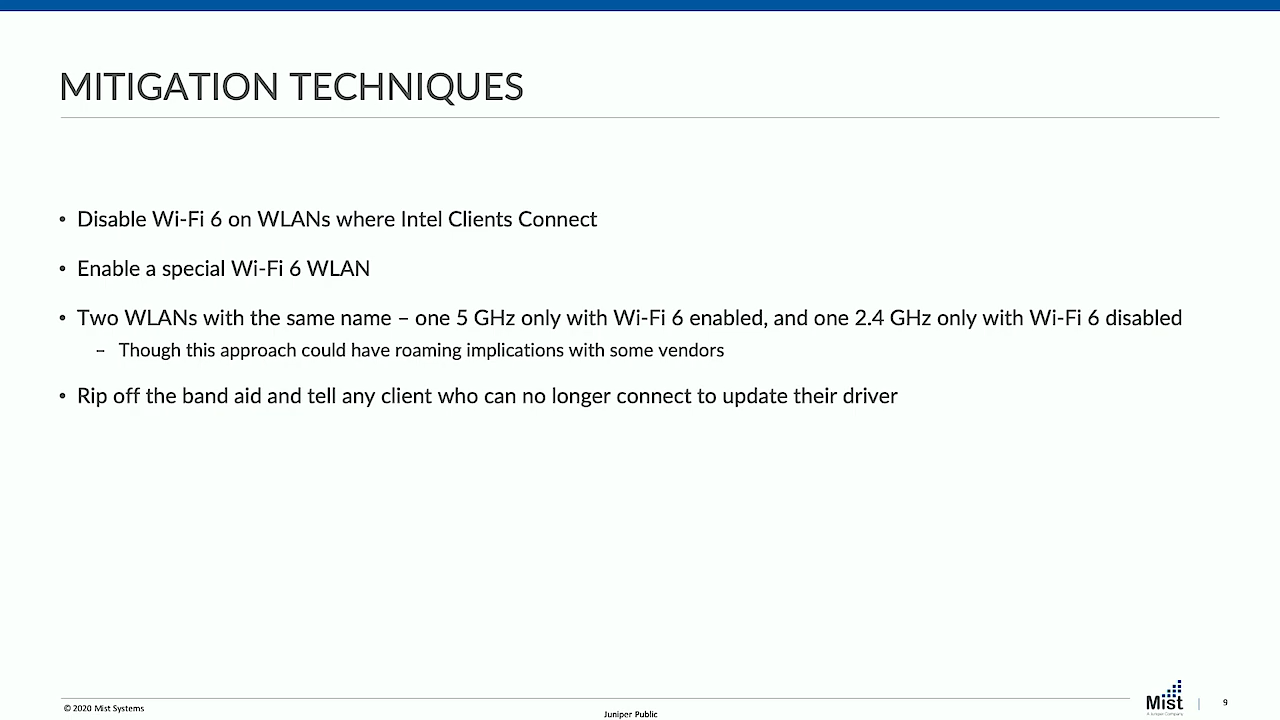 MITIGATION TECHNIQUES
• Disable Wi-Fi 6 on WLANs where Intel Clients Connect
• Enable a special Wi-Fi 6 WLAN
• Two WLANs with the same name – one 5 GHz only with Wi-Fi 6 enabled, and one 2.4 GHz only with Wi-Fi 6 disabled
– Though this approach could have roaming implications with some vendors
• Rip off the band aid and tell any client who can no longer connect to update their driver
© 2020 Mist Systems
Juniper Public
Mist
A Juniper Company
9